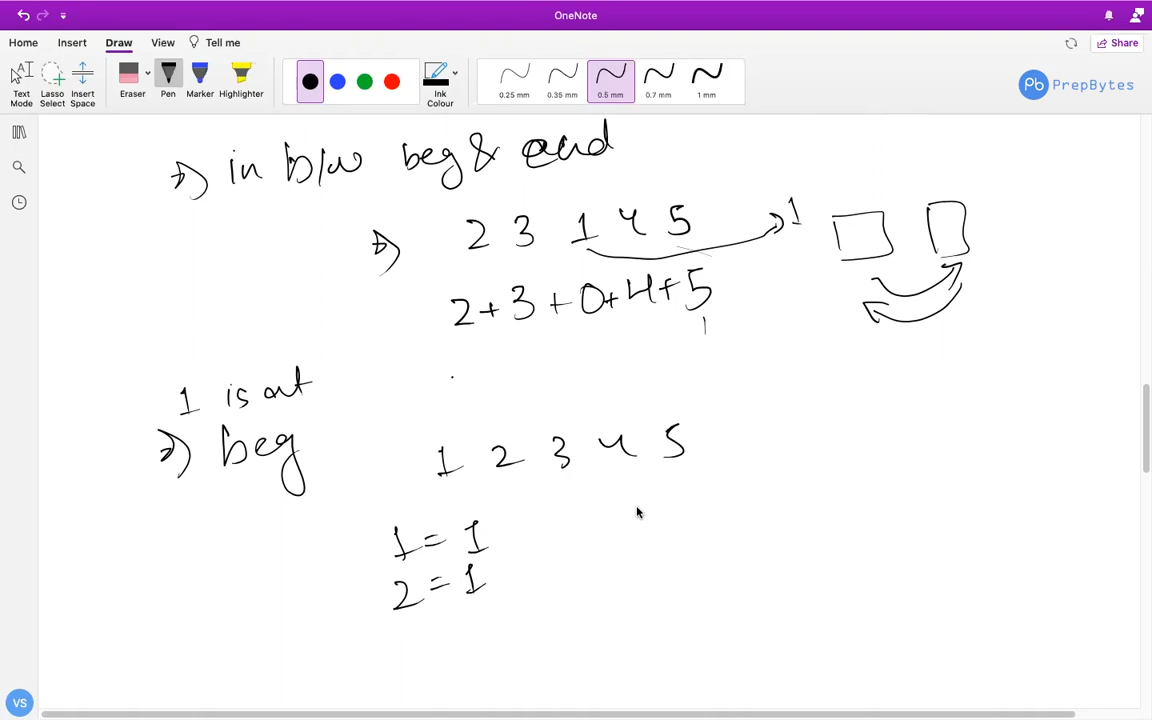 OneNote
Home Insert Draw View Tell me
Share
Text Mode
Lasso Select
Insert Space
Eraser
Pen
Marker
Highlighter
Ink Colour
0.25 mm
0.35 mm
0.5 mm
0.7 mm
1 mm
Pb PrepBytes
=> in b/w beg & end
=> 2 3 1 4 5 → 1
2 + 3 + 0 + 4 + 5
1 is at
=> beg 1 2 3 4 5
1 = 1
2 = 1
VS